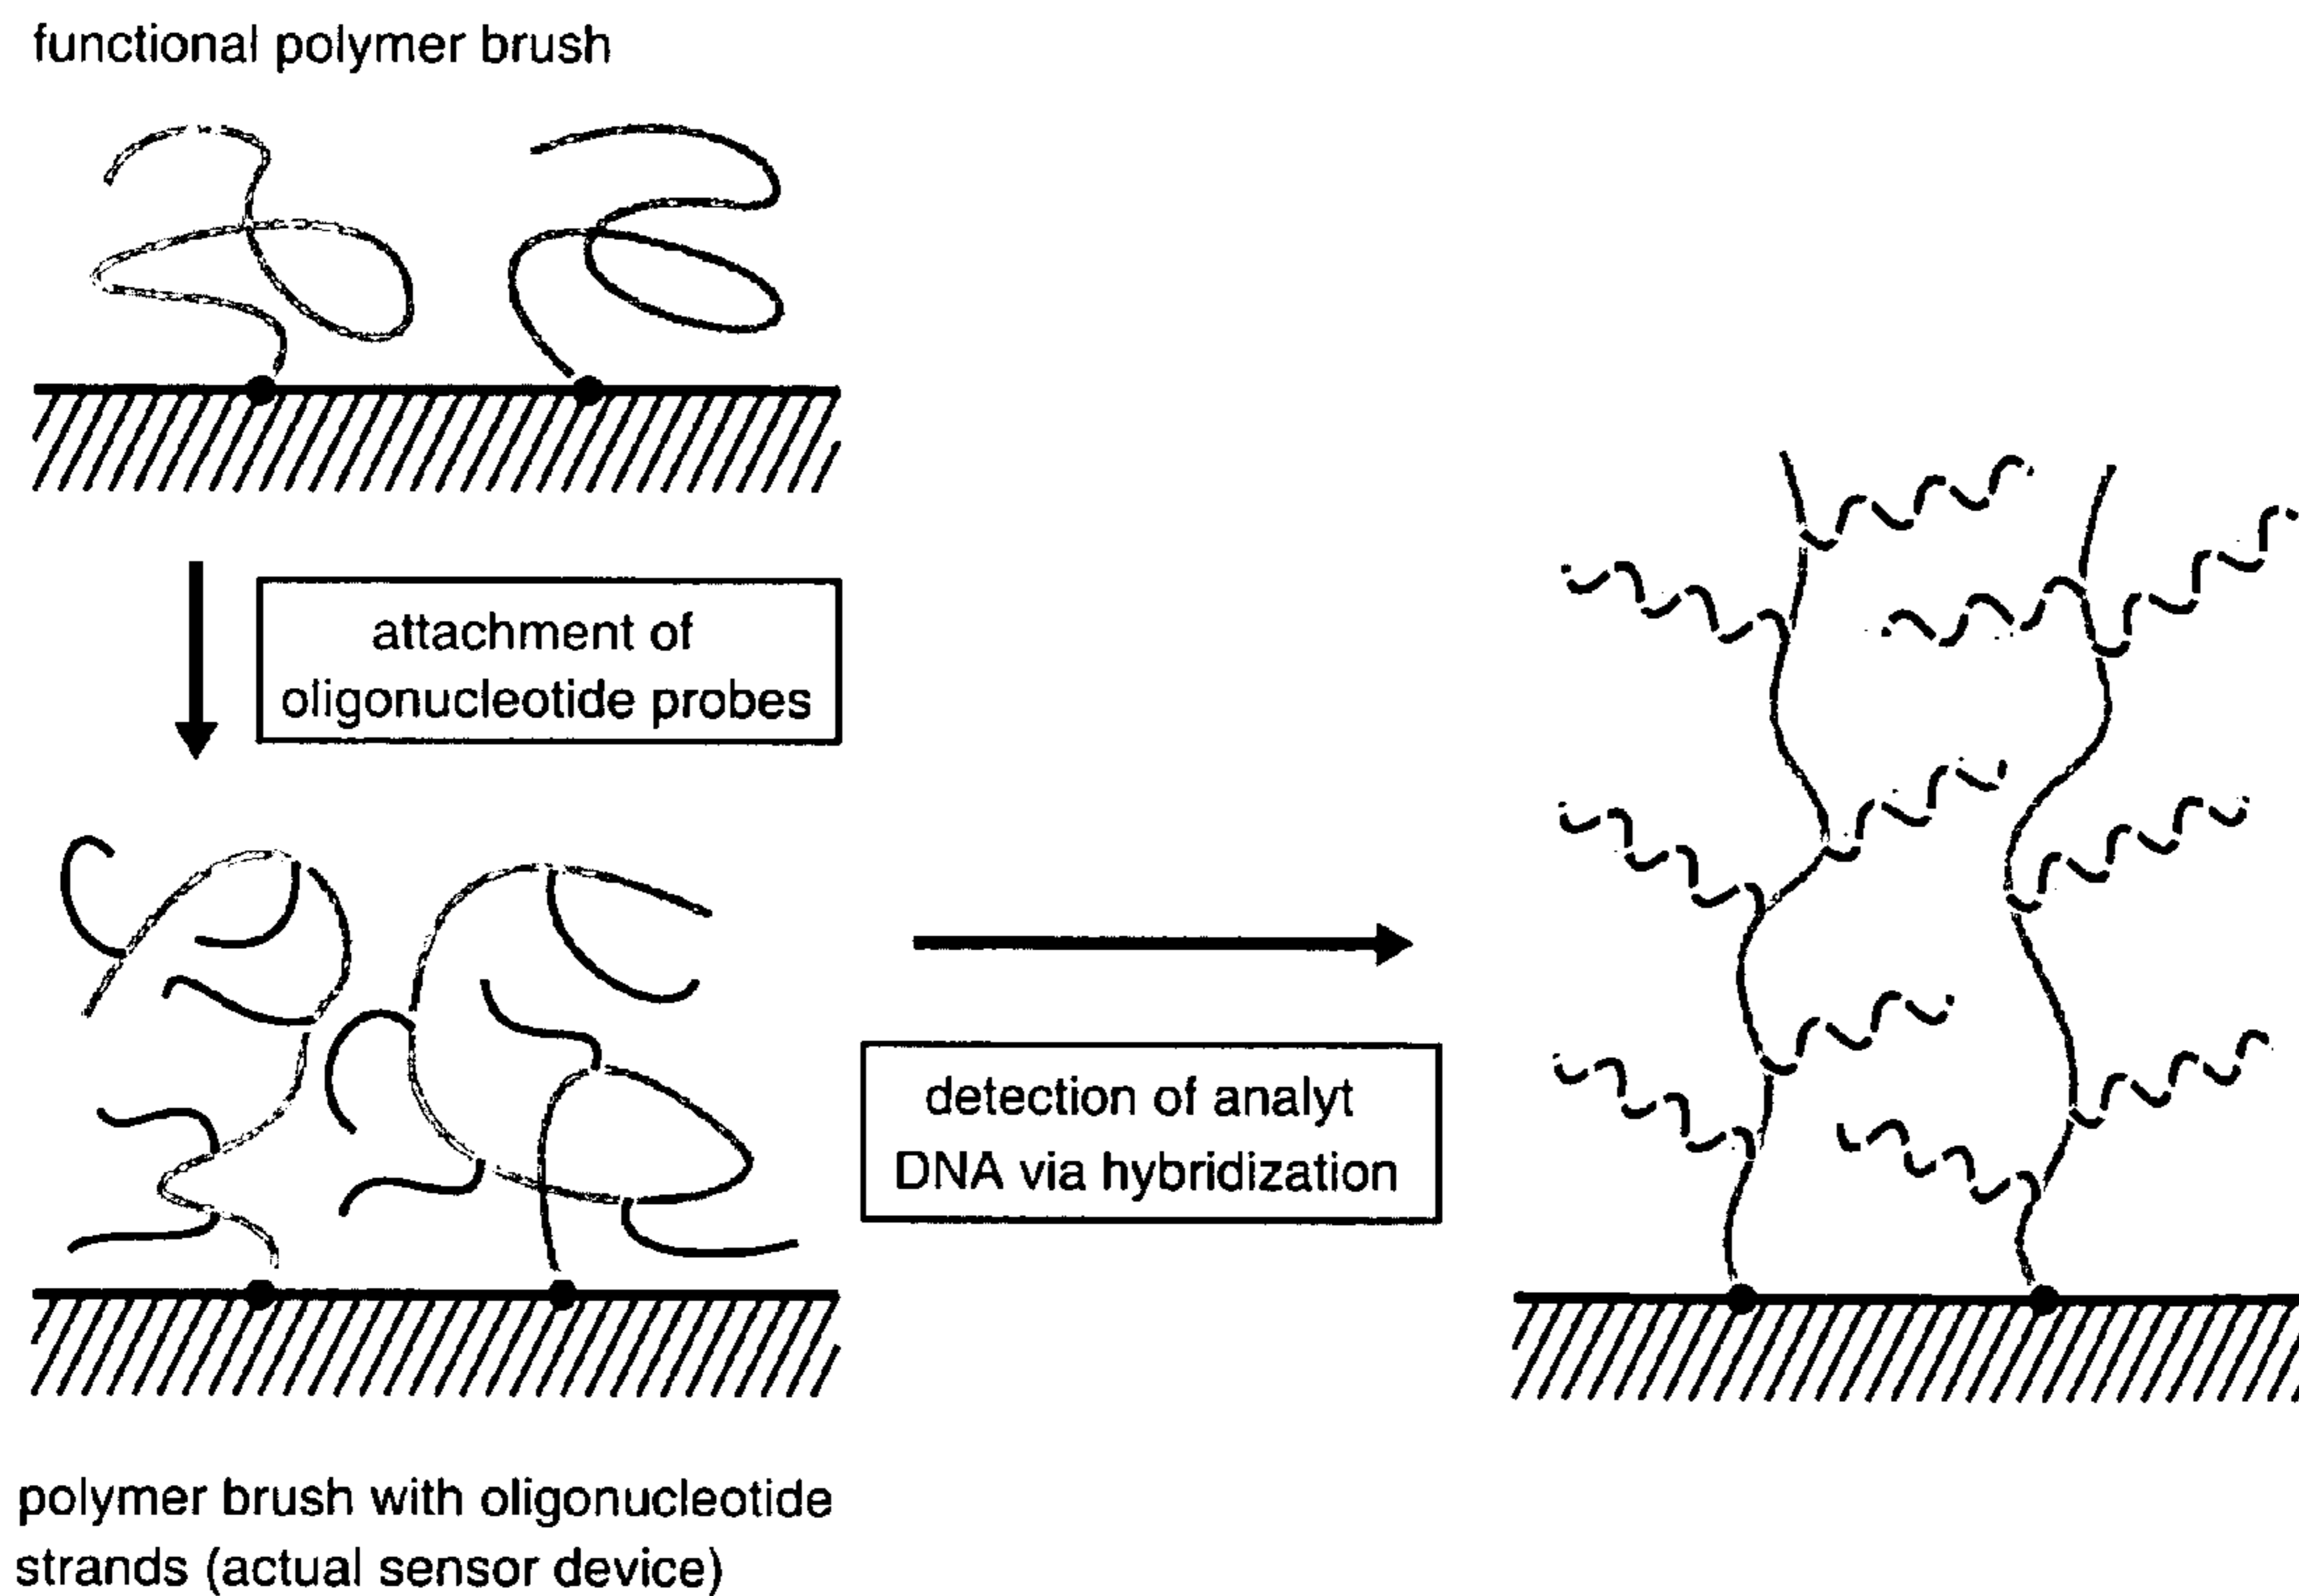 functional polymer brush
attachment of
oligonucleotide probes
detection of analyt
DNA via hybridization
polymer brush with oligonucleotide
strands (actual sensor device)